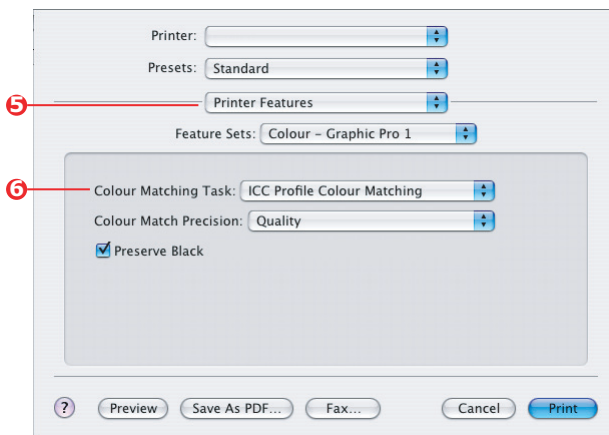 Printer:
Presets: Standard
5 Printer Features
Feature Sets: Colour – Graphic Pro 1
6 Colour Matching Task: ICC Profile Colour Matching
Colour Match Precision: Quality
Preserve Black
? Preview Save As PDF... Fax... Cancel Print